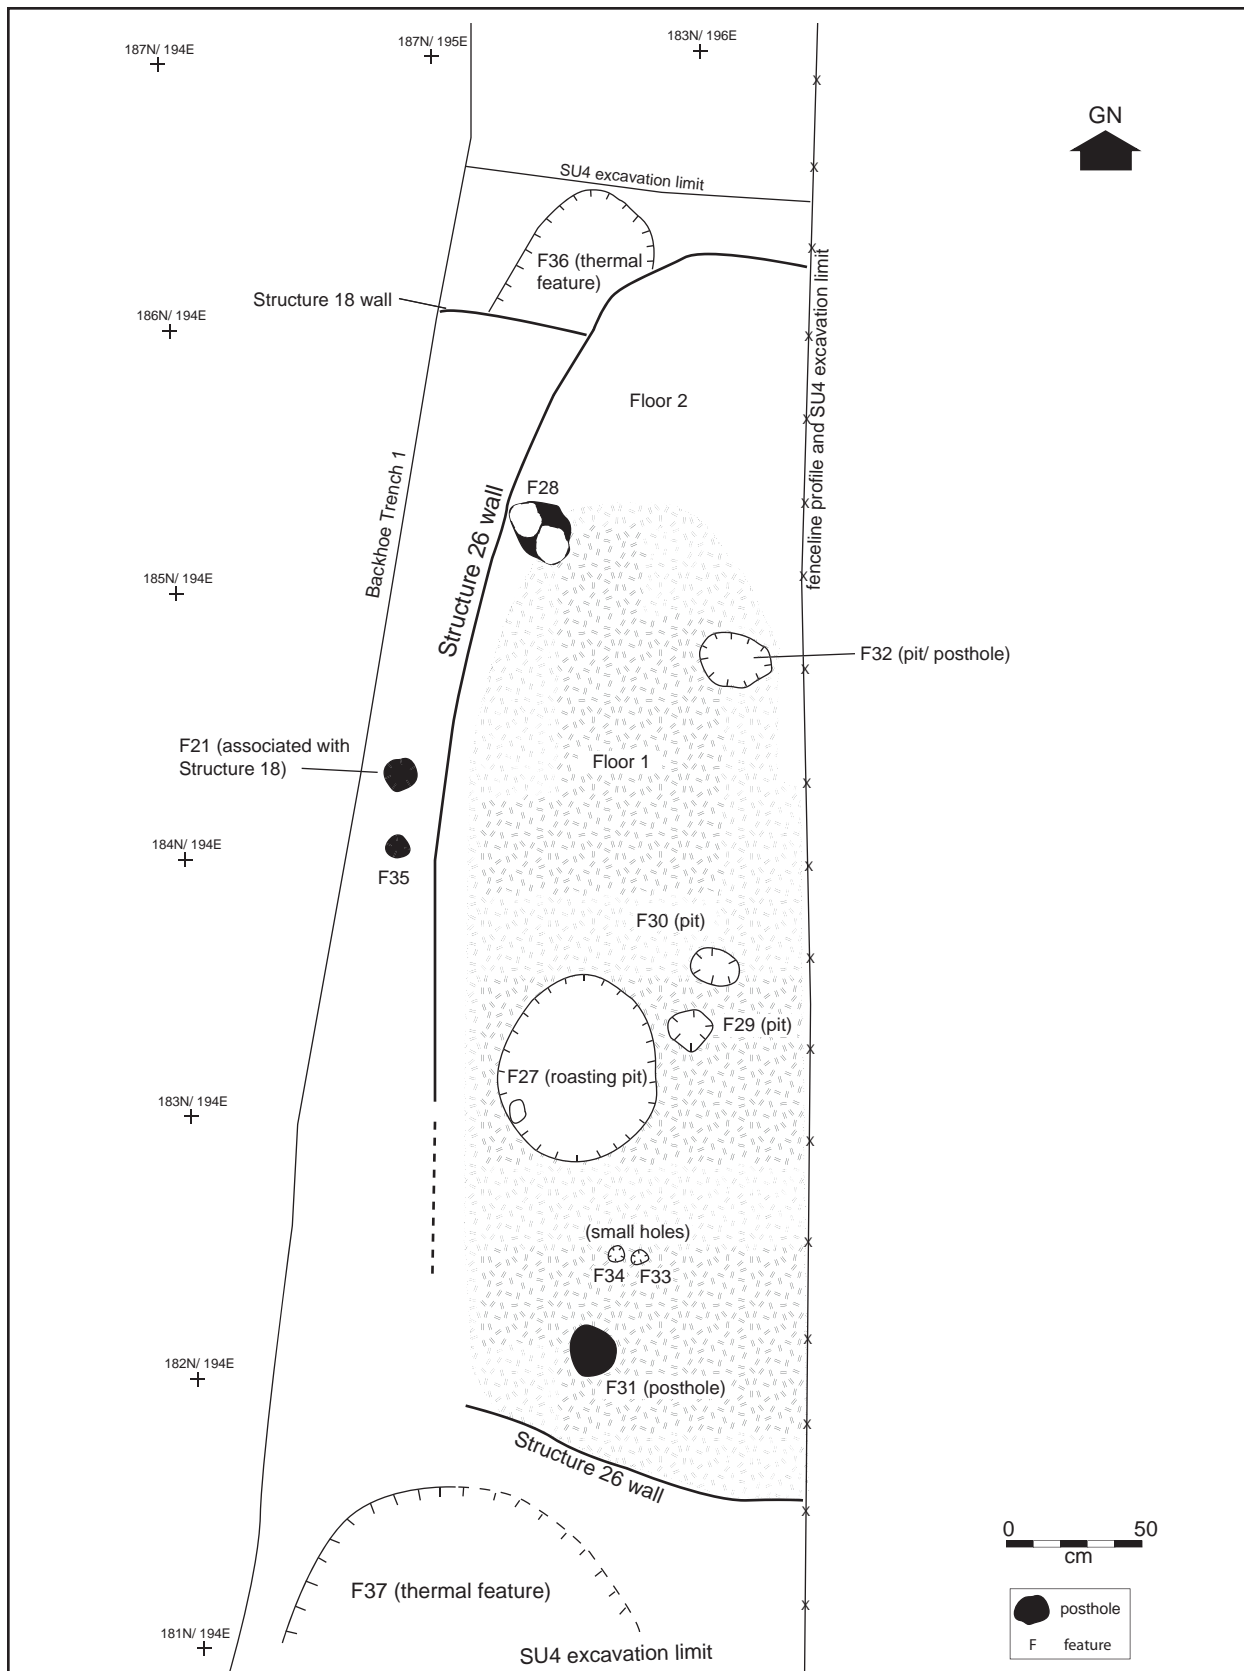 187N/ 194E
187N/ 195E
183N/ 196E
GN
SU4 excavation limit
F36 (thermal
feature)
Structure 18 wall
186N/ 194E
fenceline profile and SU4 excavation limit
Floor 2
Backhoe Trench 1
F28
Structure 26 wall
185N/ 194E
F32 (pit/ posthole)
F21 (associated with
Structure 18)
Floor 1
184N/ 194E
F35
F30 (pit)
F29 (pit)
F27 (roasting pit)
183N/ 194E
(small holes)
F34
F33
182N/ 194E
F31 (posthole)
Structure 26 wall
0
50
cm
F37 (thermal feature)
posthole
F
feature
181N/ 194E
SU4 excavation limit